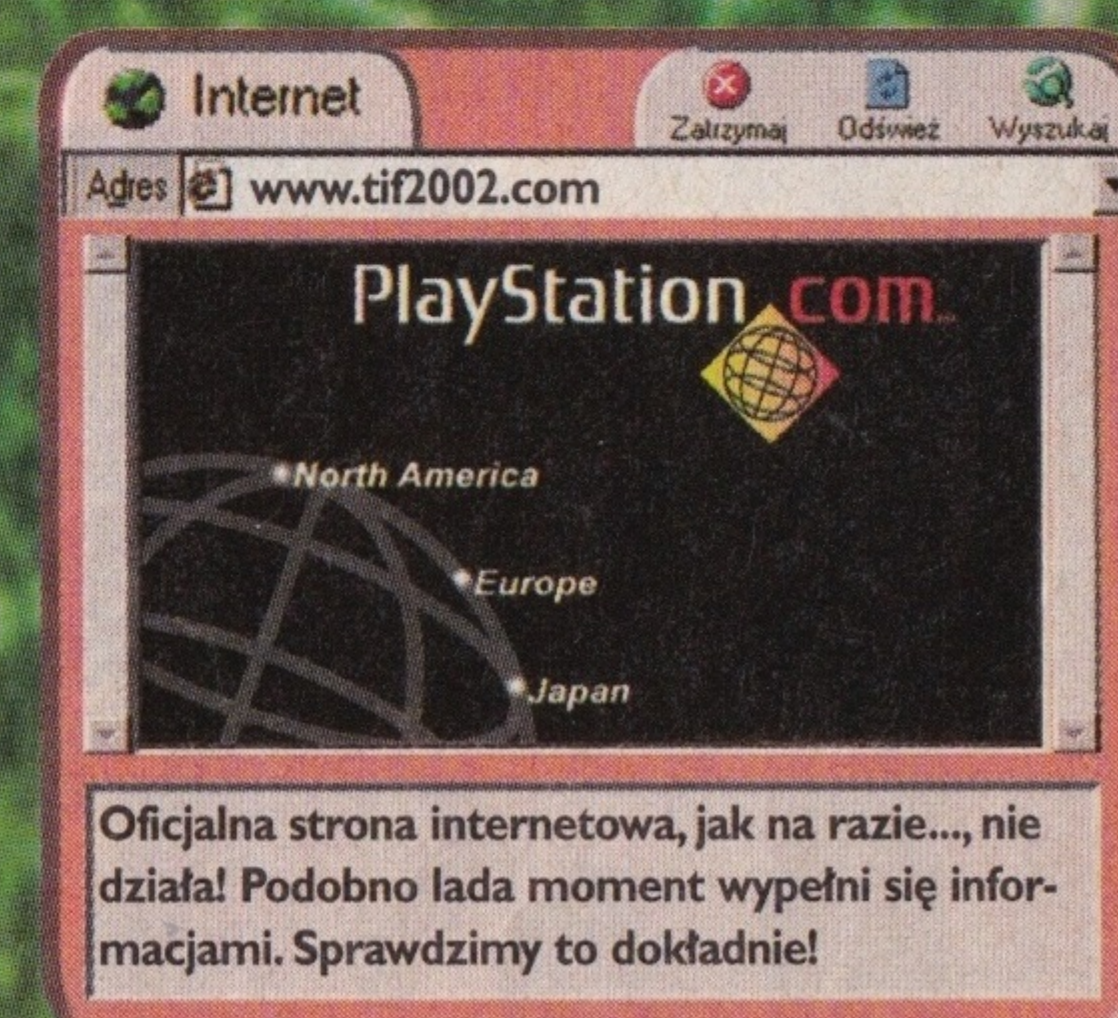 Internet
Zatrzymaj Odśwież Wyszukaj
Adres www.tif2002.com
PlayStation.com
North America
Europe
Japan
Oficjalna strona internetowa, jak na razie..., nie
działa! Podobno lada moment wypełni się infor-
macjami. Sprawdzimy to dokładnie!